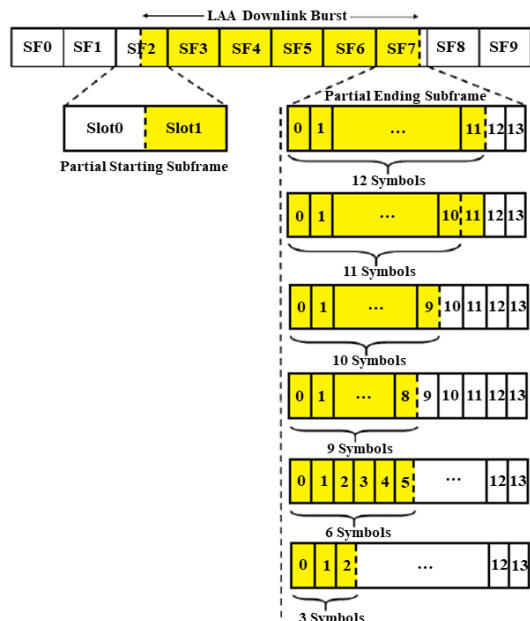 LAA Downlink Burst
SF0 SF1 SF2 SF3 SF4 SF5 SF6 SF7 SF8 SF9
Partial Ending Subframe
Slot0 Slot1
Partial Starting Subframe
0 1 ... 11 12 13
12 Symbols
0 1 ... 10 11 12 13
11 Symbols
0 1 ... 9 10 11 12 13
10 Symbols
0 1 ... 8 9 10 11 12 13
9 Symbols
0 1 2 3 4 5 ... 12 13
6 Symbols
0 1 2 ... 12 13
3 Symbols